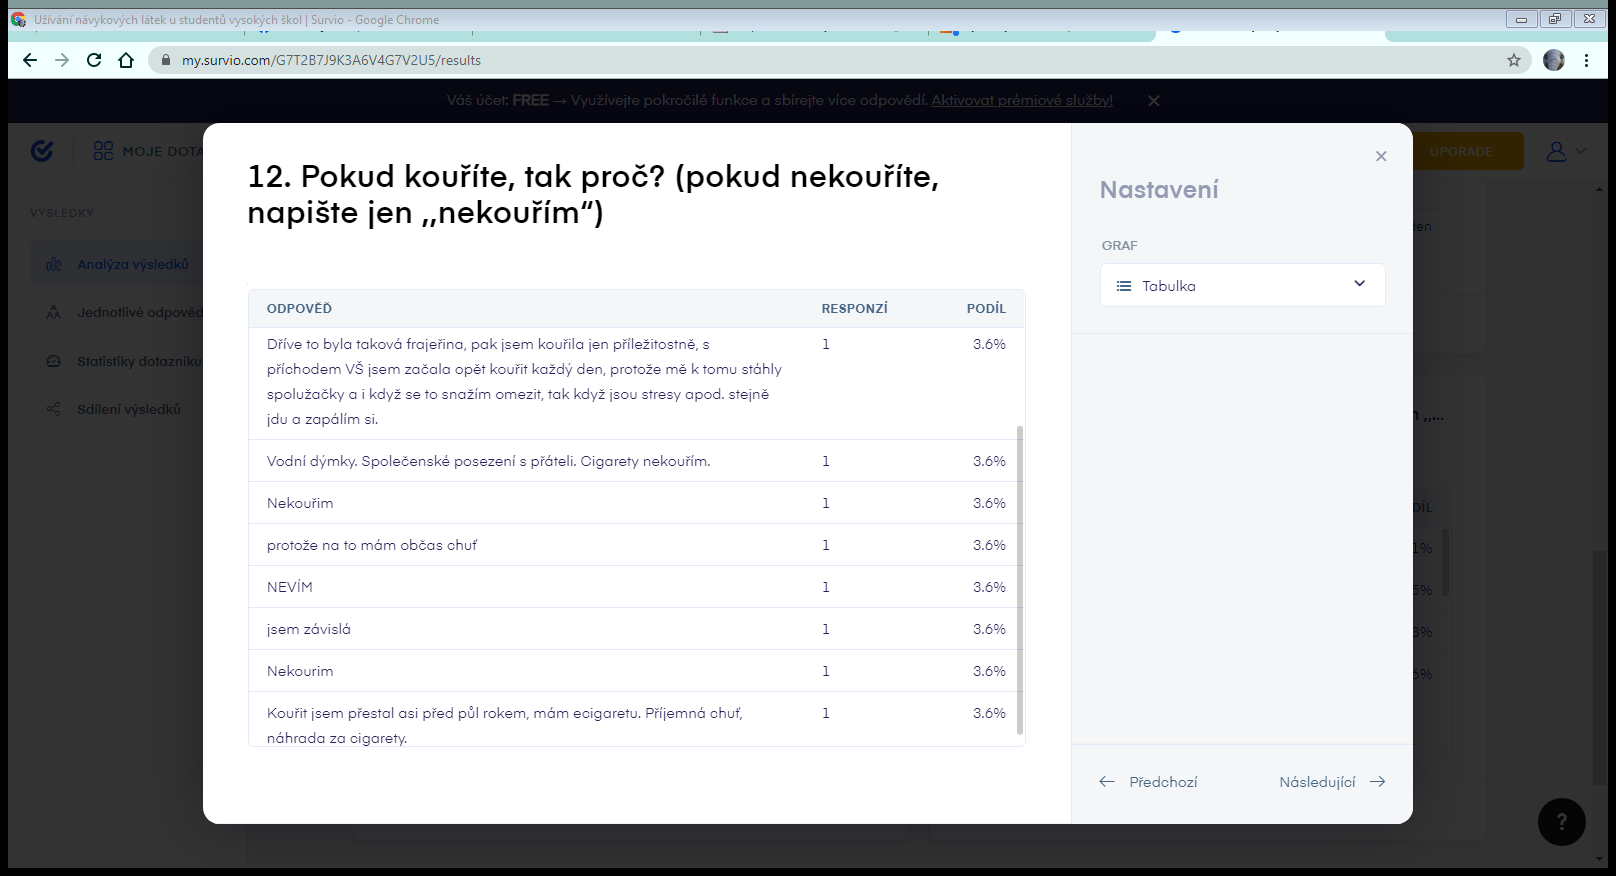 Užívání návykových látek u studentů vysokých škol | Survio - Google Chrome
my.survio.com/G7T2B7J9K3A6V4G7V2U5/results
Váš účet: FREE → Využívejte pokročilé funkce a sbírejte více odpovědí. Aktivovat prémiové služby!
MOJE DOTA
UPGRADE
VÝSLEDKY
Analýza výsledků
Jednotlivé odpověd
Statistiky dotazníku
Sdílení výsledků
12. Pokud kouříte, tak proč? (pokud nekouříte,
napište jen ,,nekouřím“)
ODPOVĚĎ RESPONZÍ PODÍL
Dříve to byla taková frajeřina, pak jsem kouřila jen příležitostně, s 1 3.6%
příchodem VŠ jsem začala opět kouřit každý den, protože mě k tomu stáhly
spolužačky a i když se to snažím omezit, tak když jsou stresy apod. stejně
jdu a zapálím si.
Vodní dýmky. Společenské posezení s přáteli. Cigarety nekouřím. 1 3.6%
Nekouřim 1 3.6%
protože na to mám občas chuť 1 3.6%
NEVÍM 1 3.6%
jsem závislá 1 3.6%
Nekourim 1 3.6%
Kouřit jsem přestal asi před půl rokem, mám ecigaretu. Příjemná chuť, 1 3.6%
náhrada za cigarety.
Nastavení
GRAF
Tabulka
Předchozí Následující
len
n ,,...
DÍL
1%
5%
3%
5%
?